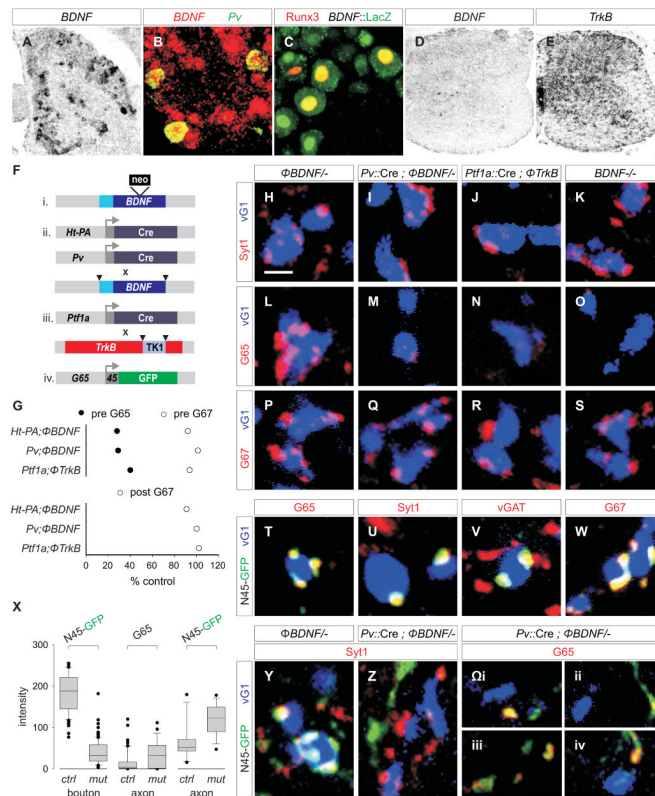 BDNF
BDNF Pv
Runx3 BDNF::LacZ
BDNF
TrkB
A
B
C
D
E
F
neo
i.
BDNF
ii.
Ht-PA
Cre
Pv
Cre
x
BDNF
iii.
Ptf1a
Cre
x
TrkB
TK1
iv.
G65
45
GFP
ΦBDNF/-
Pv::Cre ; ΦBDNF/-
Ptf1a::Cre ; ΦTrkB
BDNF-/-
Syt1 vG1
H
I
J
K
G65 vG1
L
M
N
O
G67 vG1
P
Q
R
S
G
pre G65
pre G67
Ht-PA;ΦBDNF
Pv;ΦBDNF
Ptf1a;ΦTrkB
post G67
Ht-PA;ΦBDNF
Pv;ΦBDNF
Ptf1a;ΦTrkB
0
50
100
% control
G65
Syt1
vGAT
G67
N45-GFP vG1
T
U
V
W
X
N45-GFP
G65
N45-GFP
intensity
300
200
100
0
ctrl mut ctrl mut ctrl mut
bouton axon axon
ΦBDNF/-
Pv::Cre ; ΦBDNF/-
Pv::Cre ; ΦBDNF/-
Syt1
G65
N45-GFP vG1
Y
Z
Ωi
ii
iii
iv